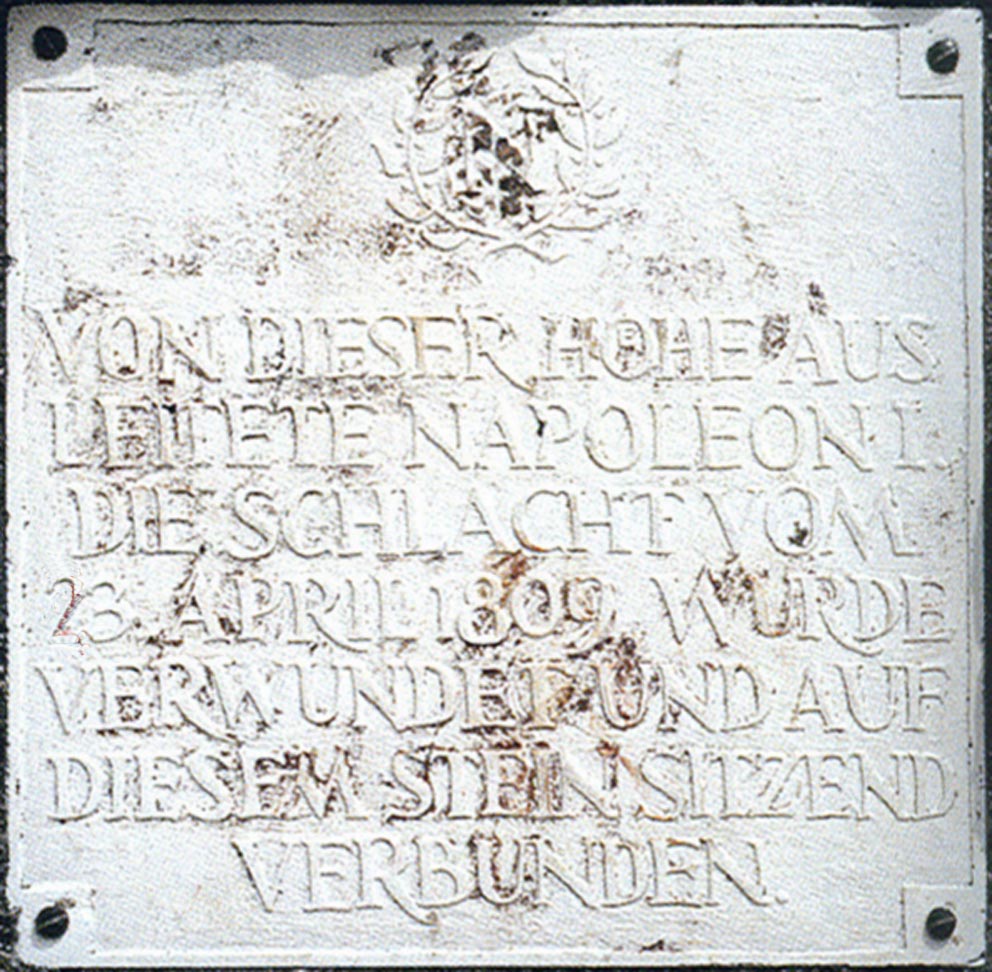 N
VON DIESER HÖHE AUS
LEITETE NAPOLEON I.
DIE SCHLACHT VOM
23. APRIL 1809, WURDE
VERWUNDET UND AUF
DIESEM STEIN SITZEND
VERBUNDEN.